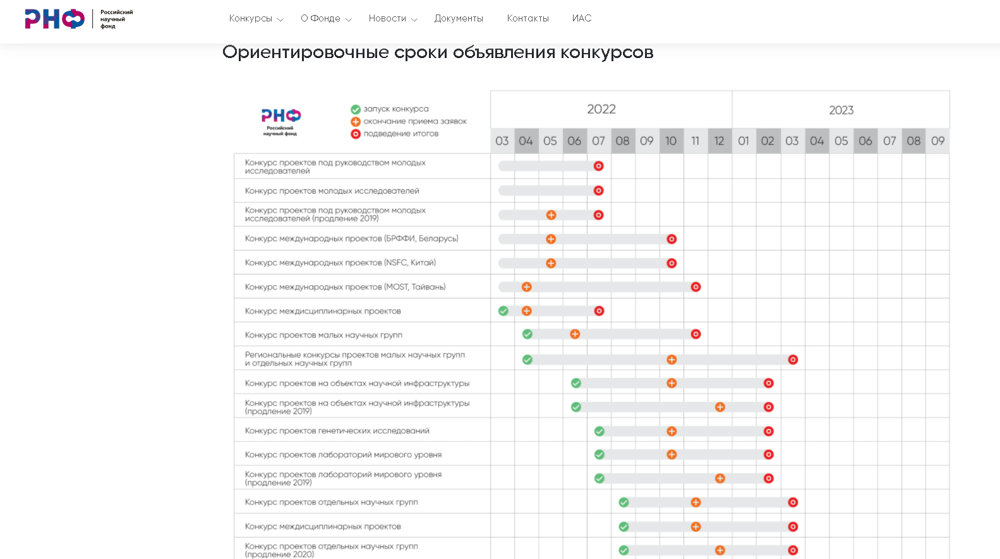 РНФ
Российский
научный
фонд
Конкурсы
О Фонде
Новости
Документы
Контакты
ИАС
Ориентировочные сроки объявления конкурсов
РНФ
Российский
научный фонд
запуск конкурса
окончание приема заявок
подведение итогов
2022
2023
03 04 05 06 07 08 09 10 11 12 01 02 03 04 05 06 07 08 09
Конкурс проектов под руководством молодых
исследователей
Конкурс проектов молодых исследователей
Конкурс проектов под руководством молодых
исследователей (продление 2019)
Конкурс международных проектов (БРФФИ, Беларусь)
Конкурс международных проектов (NSFC, Китай)
Конкурс международных проектов (MOST, Тайвань)
Конкурс междисциплинарных проектов
Конкурс проектов малых научных групп
Региональные конкурсы проектов малых научных групп
и отдельных научных групп
Конкурс проектов на объектах научной инфраструктуры
Конкурс проектов на объектах научной инфраструктуры
(продление 2019)
Конкурс проектов генетических исследований
Конкурс проектов лабораторий мирового уровня
Конкурс проектов лабораторий мирового уровня
(продление 2019)
Конкурс проектов отдельных научных групп
Конкурс междисциплинарных проектов
Конкурс проектов отдельных научных групп
(продление 2020)